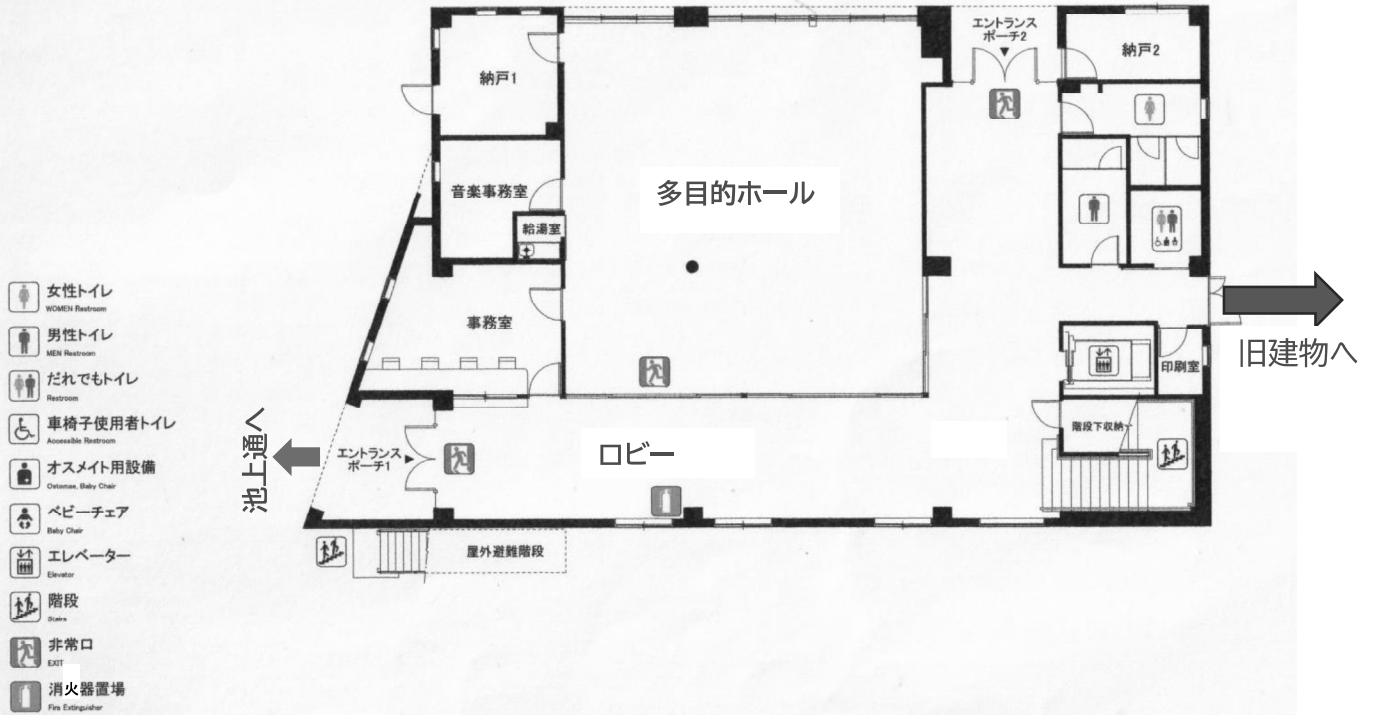 エントランス
ポーチ2
納戸1
納戸2
音楽事務室
給湯室
多目的ホール
事務室
印刷室
旧建物へ
階段下収納
池上通へ
エントランス
ポーチ1
ロビー
屋外避難階段
女性トイレ
WOMEN Restroom
男性トイレ
MEN Restroom
だれでもトイレ
Restroom
車椅子使用者トイレ
Accessible Restroom
オスメイト用設備
Ostomae, Baby Chair
ベビーチェア
Baby Chair
エレベーター
Elevator
階段
Stairs
非常口
EXIT
消火器置場
Fire Extinguisher